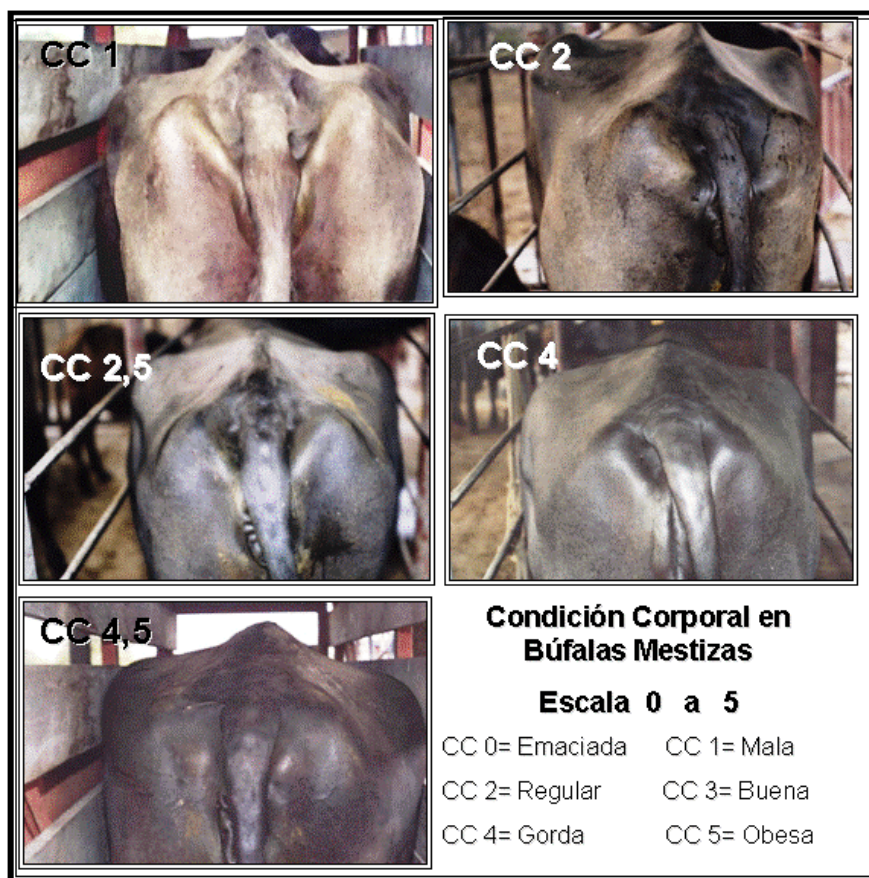 CC 1
CC 2
CC 2,5
CC 4
CC 4,5
Condición Corporal en
Búfalas Mestizas
Escala 0 a 5
CC 0= Emaciada CC 1= Mala
CC 2= Regular CC 3= Buena
CC 4= Gorda CC 5= Obesa